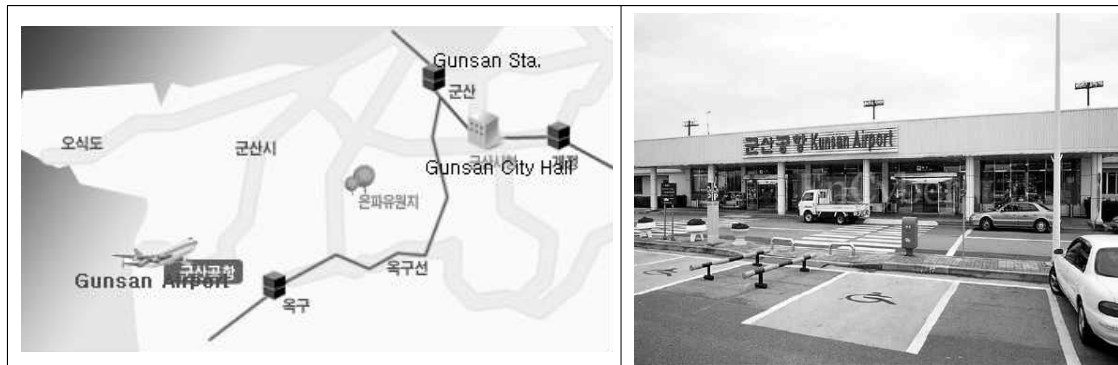 Gunsan Sta.
군산
오식도
군산시
Gunsan City Hall
은파유원지
군산공항
Gunsan Airport
옥구선
옥구
군산공항 Kunsan Airport